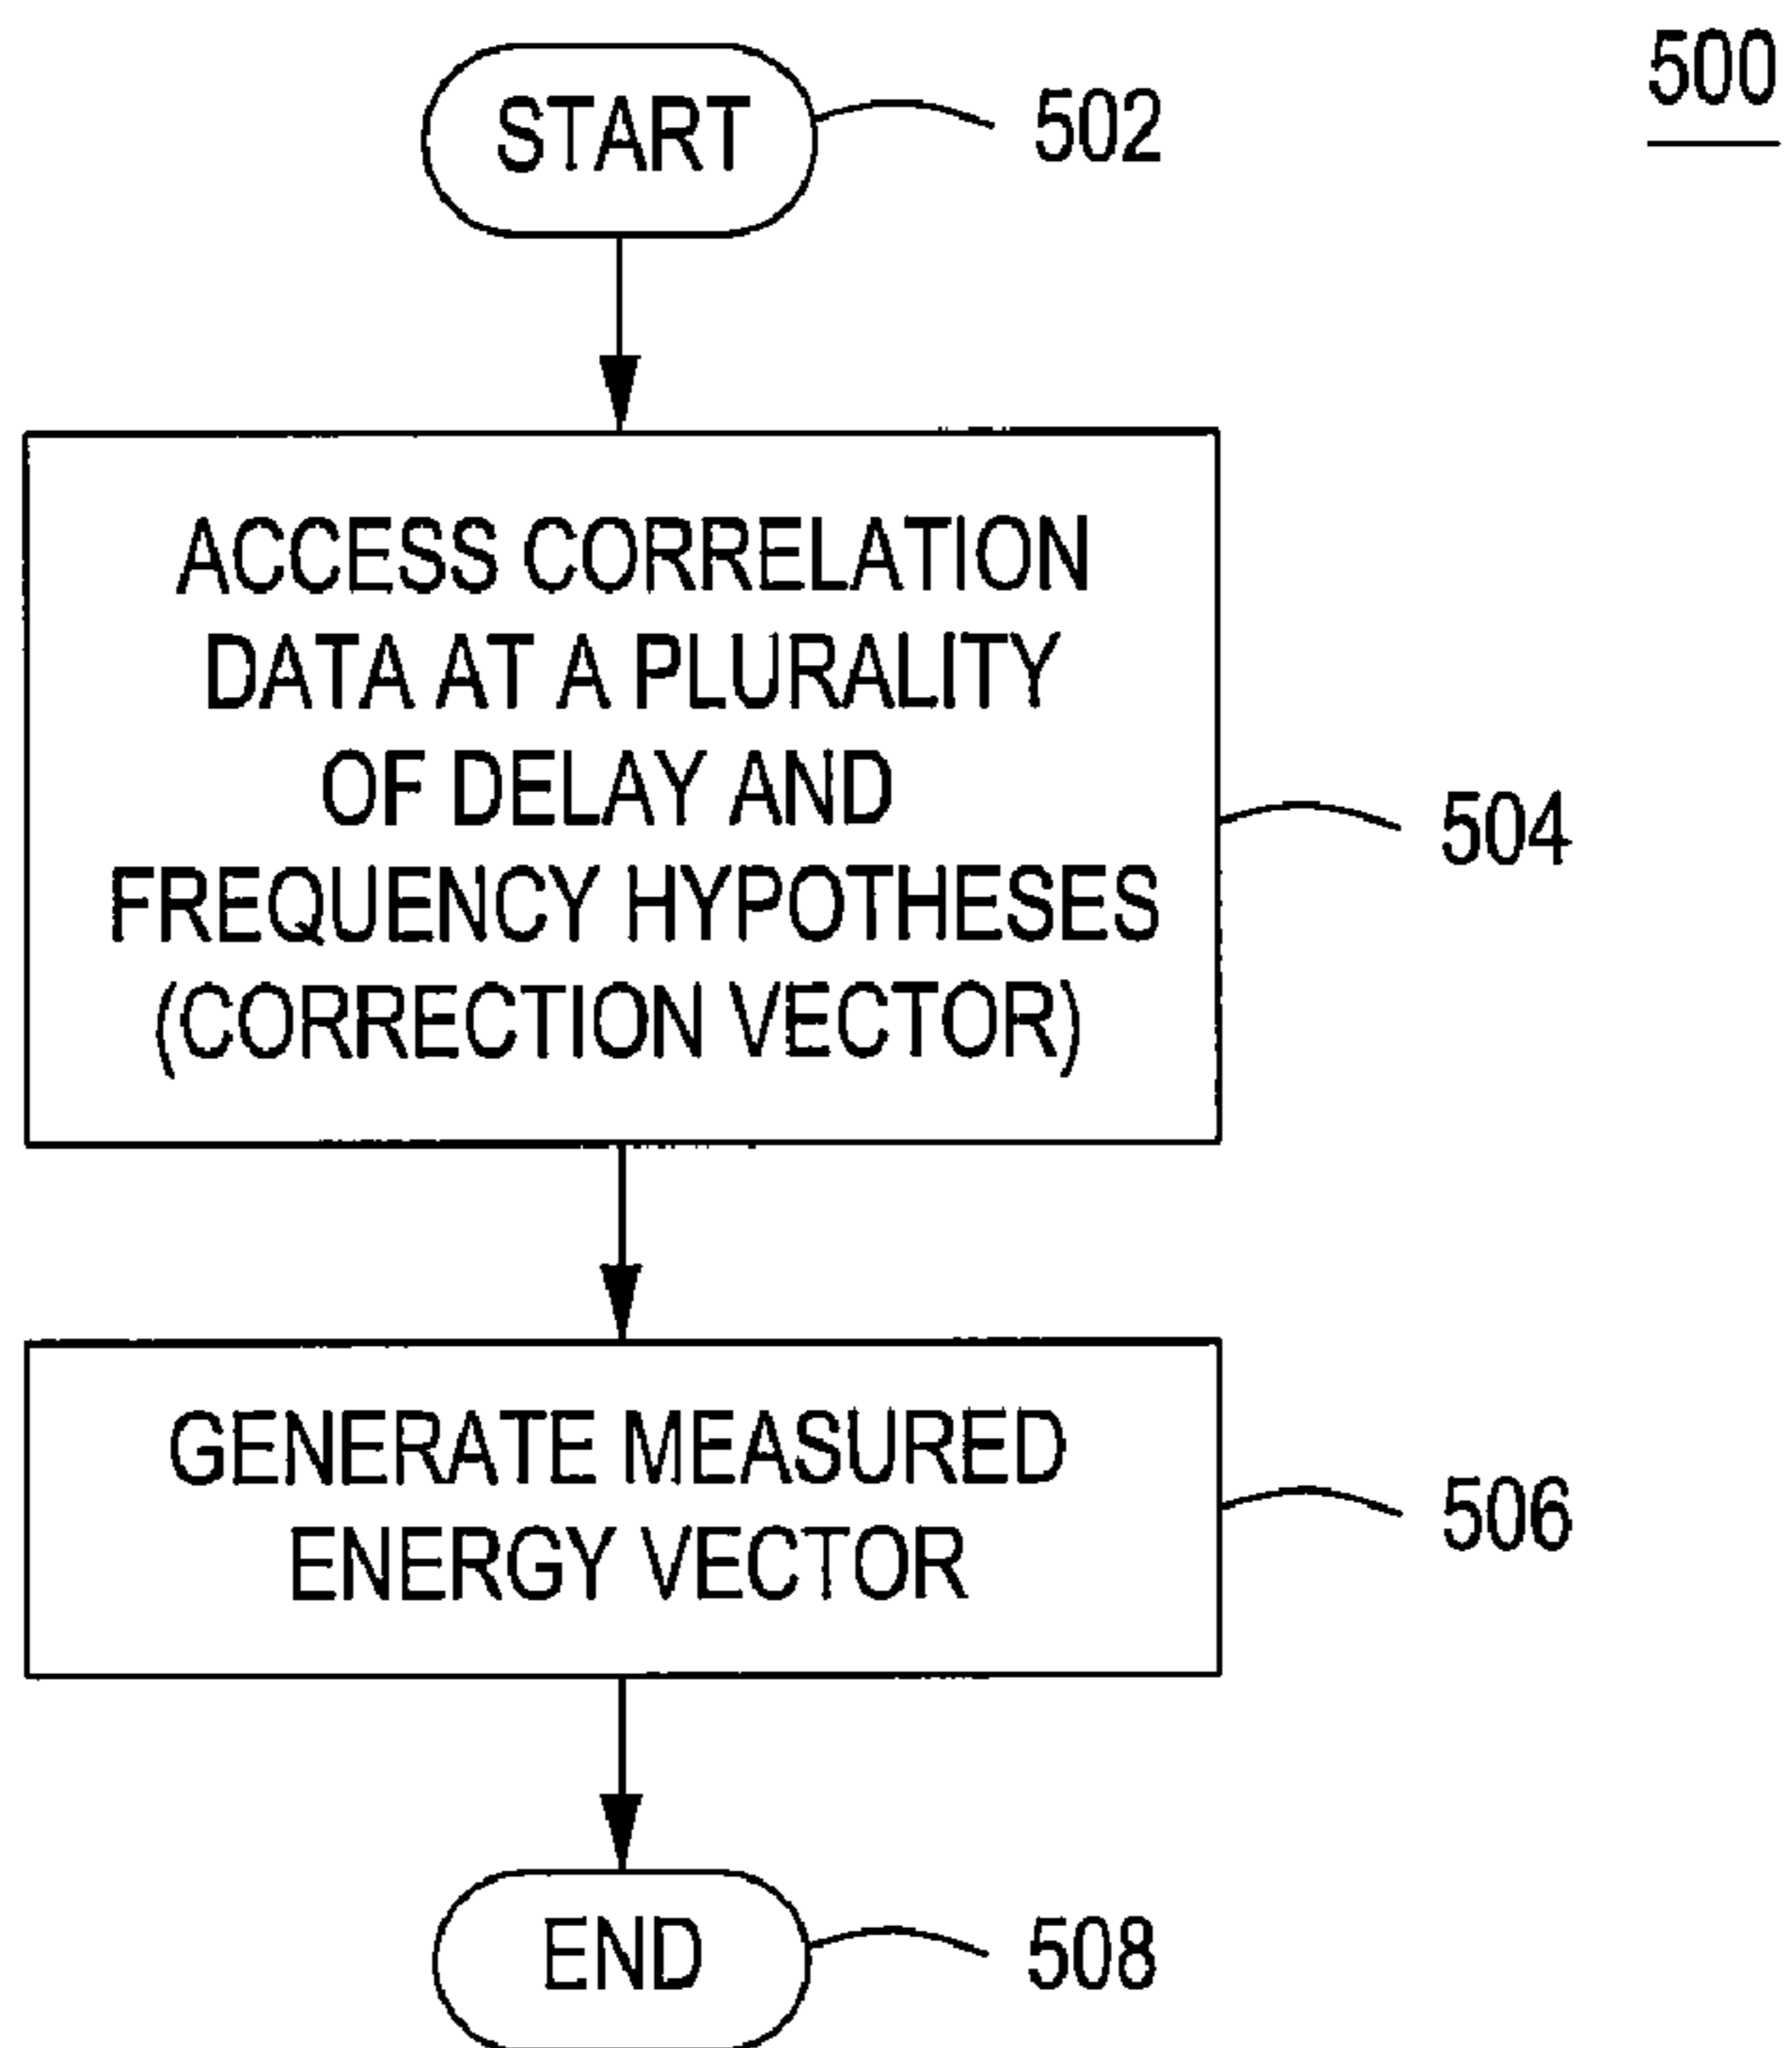 500
START
502
ACCESS CORRELATION
DATA AT A PLURALITY
OF DELAY AND
FREQUENCY HYPOTHESES
(CORRECTION VECTOR)
504
GENERATE MEASURED
ENERGY VECTOR
506
END
508